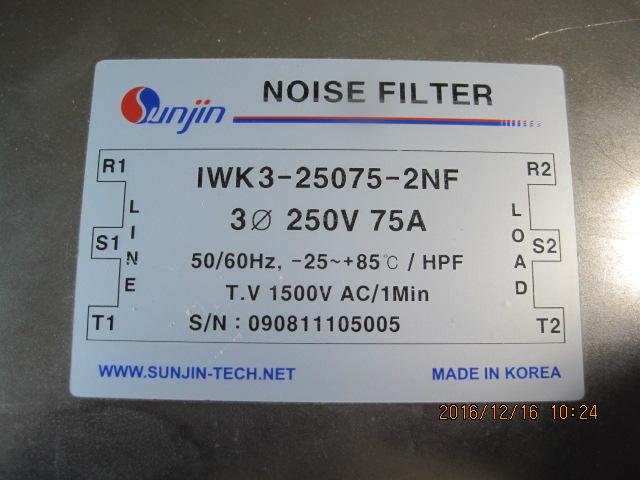 Sunjin
NOISE FILTER
R1
R2
IWK3-25075-2NF
3Ø 250V 75A
LINE
LOAD
S1
S2
50/60Hz, -25~+85℃ / HPF
T.V 1500V AC/1Min
T1
T2
S/N : 090811105005
WWW.SUNJIN-TECH.NET
MADE IN KOREA
2016/12/16 10:24